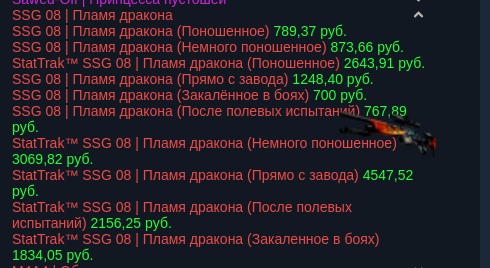 Sawed-Off | Принцесса пустошей
SSG 08 | Пламя дракона
SSG 08 | Пламя дракона (Поношенное) 789,37 руб.
SSG 08 | Пламя дракона (Немного поношенное) 873,66 руб.
StatTrak™ SSG 08 | Пламя дракона (Поношенное) 2643,91 руб.
SSG 08 | Пламя дракона (Прямо с завода) 1248,40 руб.
SSG 08 | Пламя дракона (Закалённое в боях) 700 руб.
SSG 08 | Пламя дракона (После полевых испытаний) 767,89
руб.
StatTrak™ SSG 08 | Пламя дракона (Немного поношенное)
3069,82 руб.
StatTrak™ SSG 08 | Пламя дракона (Прямо с завода) 4547,52
руб.
StatTrak™ SSG 08 | Пламя дракона (После полевых
испытаний) 2156,25 руб.
StatTrak™ SSG 08 | Пламя дракона (Закаленное в боях)
1834,05 руб.